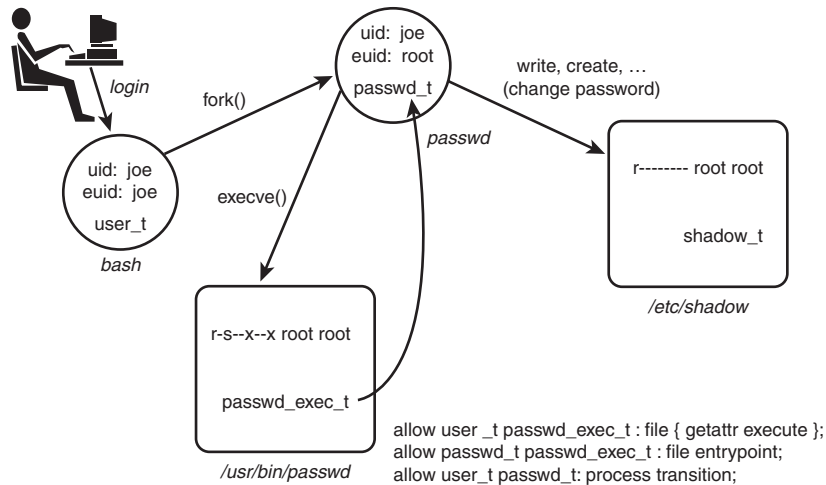 login
uid: joe
euid: joe
user_t
bash
fork()
uid: joe
euid: root
passwd_t
passwd
execve()
write, create, …
(change password)
r-------- root root
shadow_t
/etc/shadow
r-s--x--x root root
passwd_exec_t
/usr/bin/passwd
allow user _t passwd_exec_t : file { getattr execute };
allow passwd_t passwd_exec_t : file entrypoint;
allow user_t passwd_t: process transition;